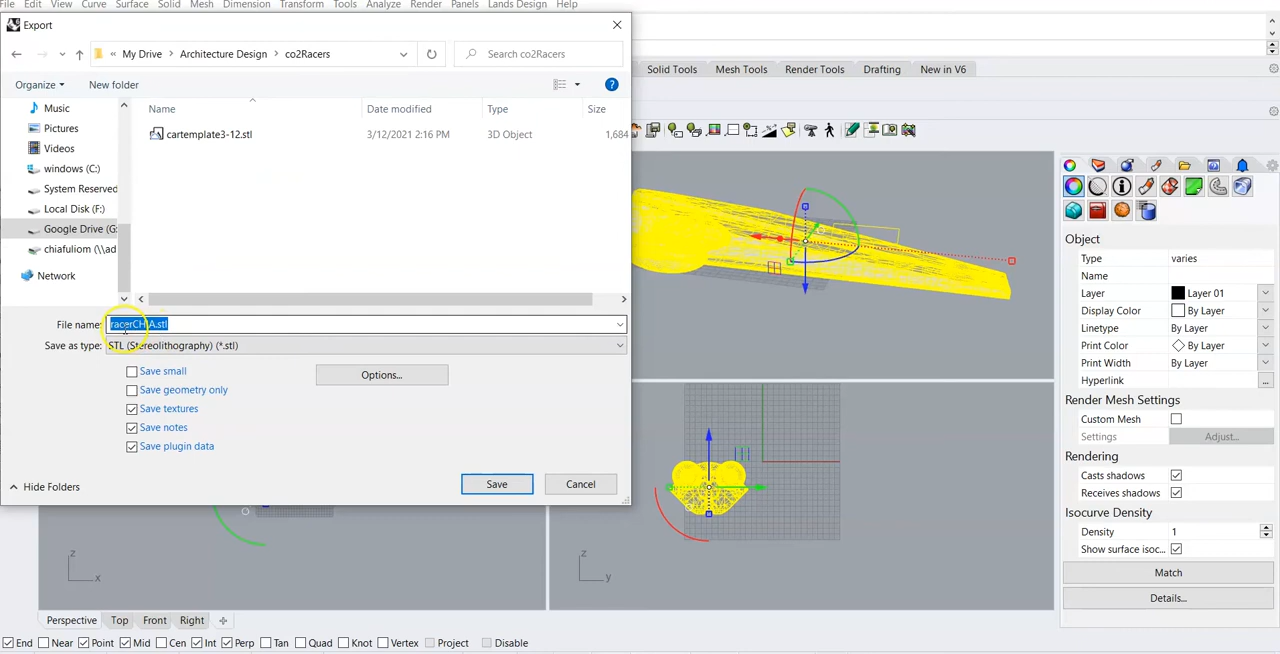 File Edit View Curve Surface Solid Mesh Dimension Transform Tools Analyze Render Panels Lands Design Help
Export
« My Drive > Architecture Design > co2Racers
Search co2Racers
Organize New folder
Name Date modified Type Size
cartemplate3-12.stl 3/12/2021 2:16 PM 3D Object 1,684
Music
Pictures
Videos
windows (C:)
System Reserved
Local Disk (F:)
Google Drive (G:
chiafuliom (\\ad
Network
File name:
Save as type: STL (Stereolithography) (*.stl)
Save small
Save geometry only
Save textures
Save notes
Save plugin data
Options...
Hide Folders
Save Cancel
Solid Tools Mesh Tools Render Tools Drafting New in V6
Object
Type varies
Name
Layer Layer 01
Display Color By Layer
Linetype By Layer
Print Color By Layer
Print Width By Layer
Hyperlink ...
Render Mesh Settings
Custom Mesh
Settings Adjust...
Rendering
Casts shadows
Receives shadows
Isocurve Density
Density 1
Show surface isoc...
Match
Details...
z
x
z
y
Perspective Top Front Right
End Near Point Mid Cen Int Perp Tan Quad Knot Vertex Project Disable